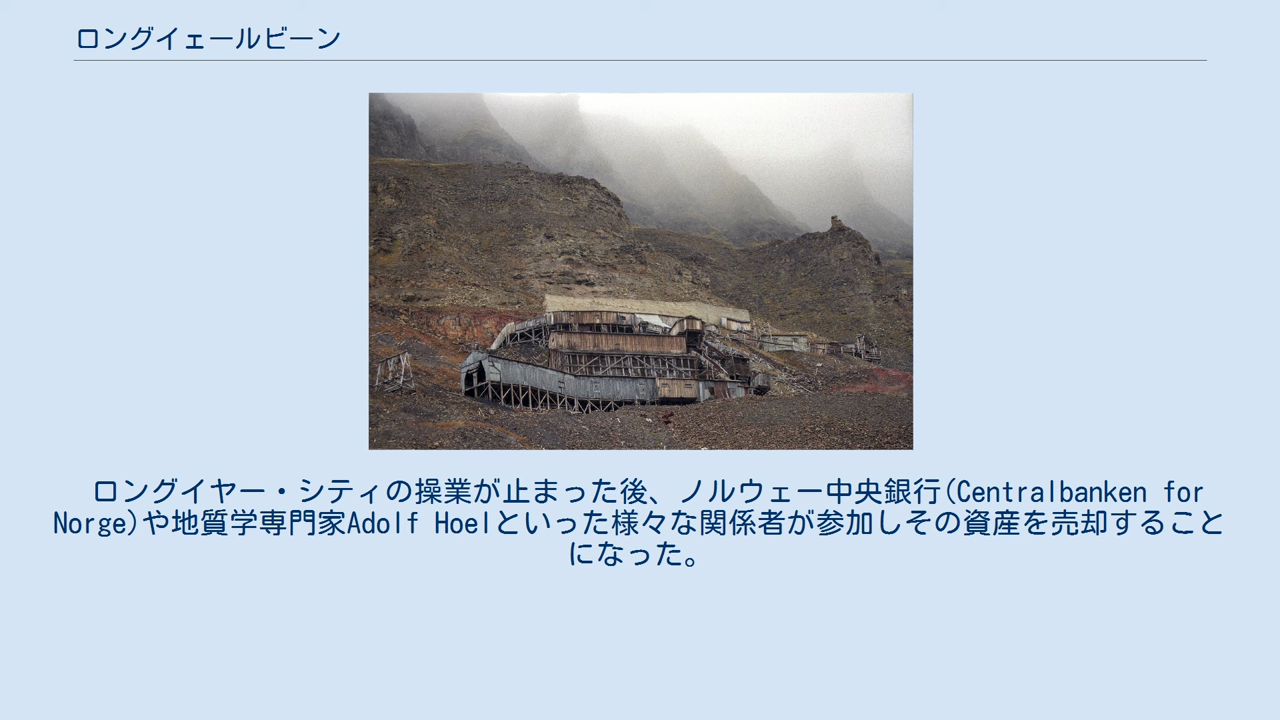 ロングイェールビーン
ロングイヤー・シティの操業が止まった後、ノルウェー中央銀行(Centralbanken for
Norge)や地質学専門家Adolf Hoelといった様々な関係者が参加しその資産を売却すること
になった。